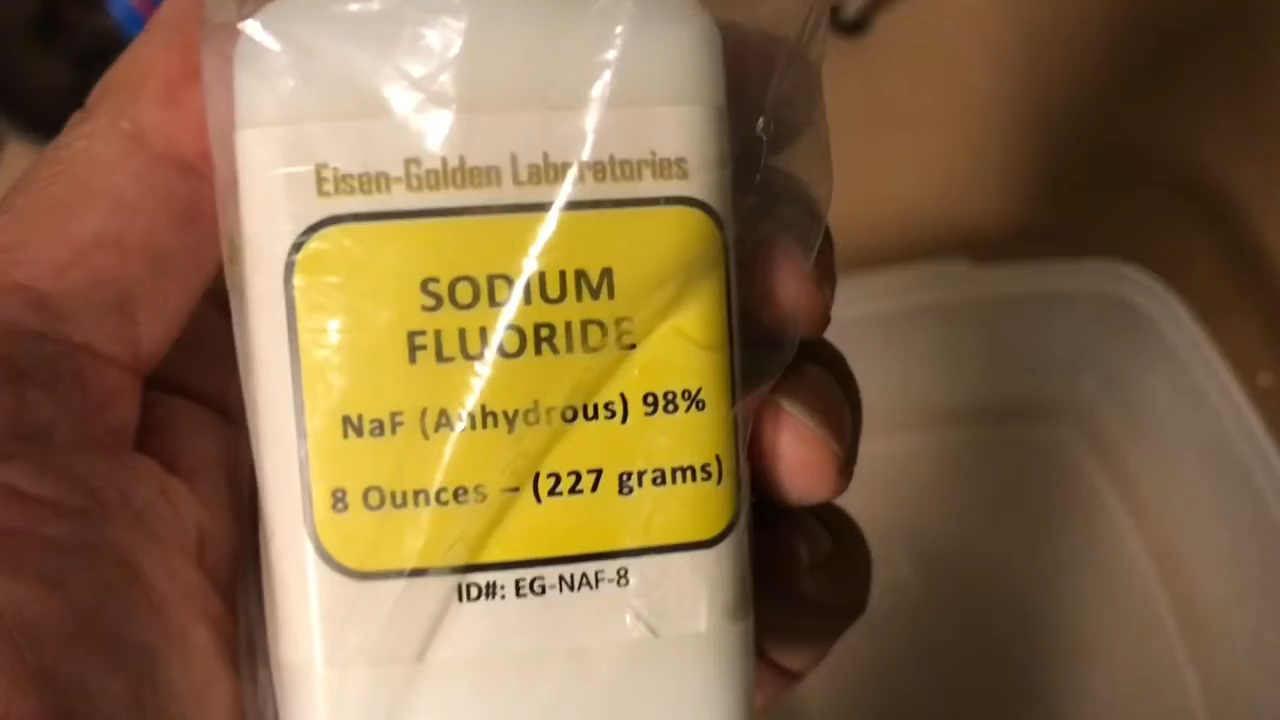 Eisen-Golden Laboratories
SODIUM
FLUORIDE
NaF (Anhydrous) 98%
8 Ounces – (227 grams)
ID#: EG-NAF-8